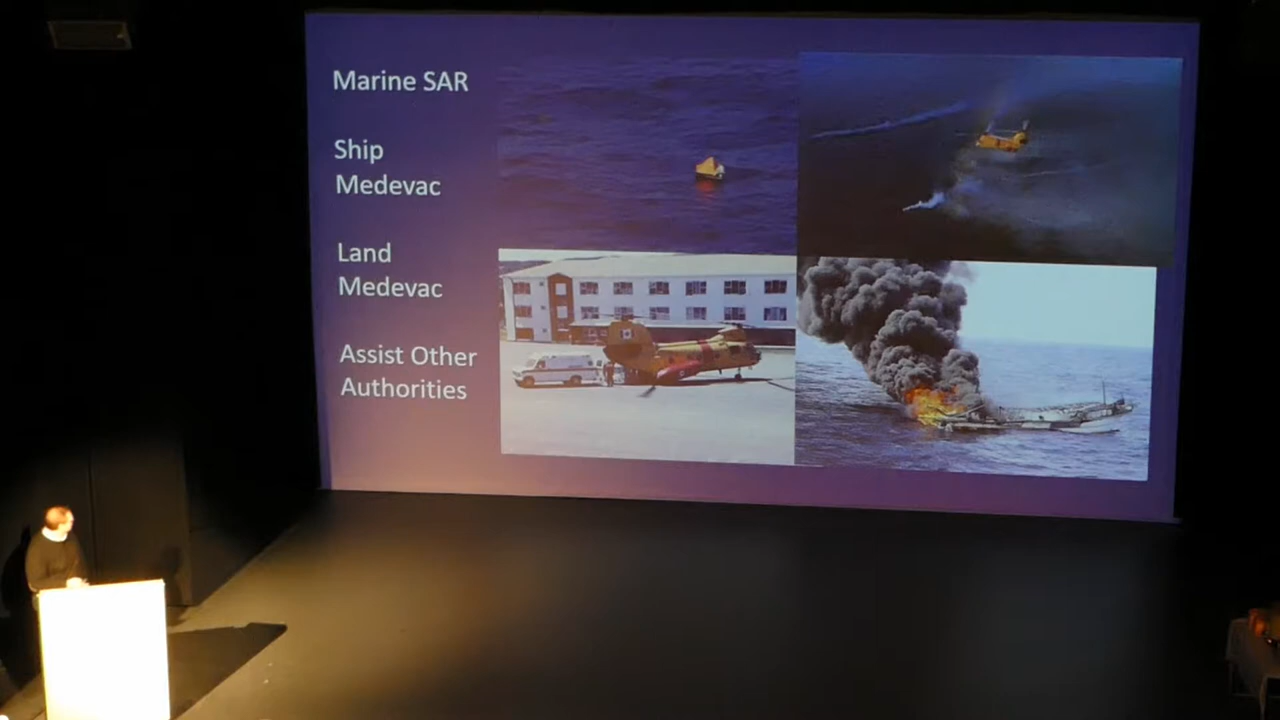 Marine SAR
Ship
Medevac
Land
Medevac
Assist Other
Authorities